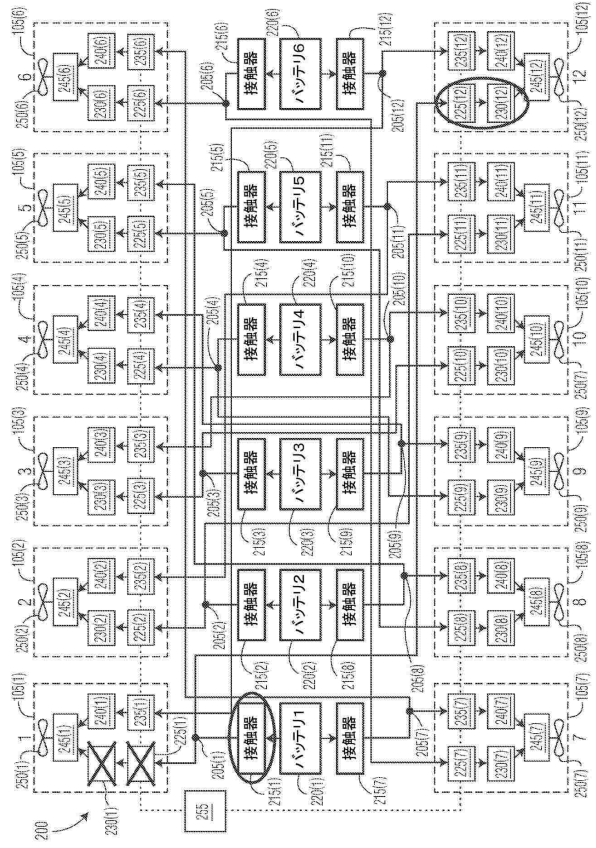 200
250(1) 1 105(1) 250(2) 2 105(2) 250(3) 3 105(3) 250(4) 4 105(4) 250(5) 5 105(5) 250(6) 6 105(6)
245(1) 245(2) 245(3) 245(4) 245(5) 245(6)
230(1) 240(1) 230(2) 240(2) 230(3) 240(3) 230(4) 240(4) 230(5) 240(5) 230(6) 240(6)
225(1) 235(1) 225(2) 235(2) 225(3) 235(3) 225(4) 235(4) 225(5) 235(5) 225(6) 235(6)
255
205(1) 205(2) 205(3) 205(4) 205(5) 205(6)
215(1) 215(2) 215(3) 215(4) 215(5) 215(6)
接触器 接触器 接触器 接触器 接触器 接触器
220(1) 220(2) 220(3) 220(4) 220(5) 220(6)
バッテリ1 バッテリ2 バッテリ3 バッテリ4 バッテリ5 バッテリ6
接触器 接触器 接触器 接触器 接触器 接触器
215(7) 215(8) 215(9) 215(10) 215(11) 215(12)
205(7) 205(8) 205(9) 205(10) 205(11) 205(12)
225(7) 235(7) 225(8) 235(8) 225(9) 235(9) 225(10) 235(10) 225(11) 235(11) 225(12) 235(12)
230(7) 240(7) 230(8) 240(8) 230(9) 240(9) 230(10) 240(10) 230(11) 240(11) 230(12) 240(12)
245(7) 245(8) 245(9) 245(10) 245(11) 245(12)
250(7) 7 105(7) 250(8) 8 105(8) 250(9) 9 105(9) 250(7) 10 105(10) 250(11) 11 105(11) 250(12) 12 105(12)